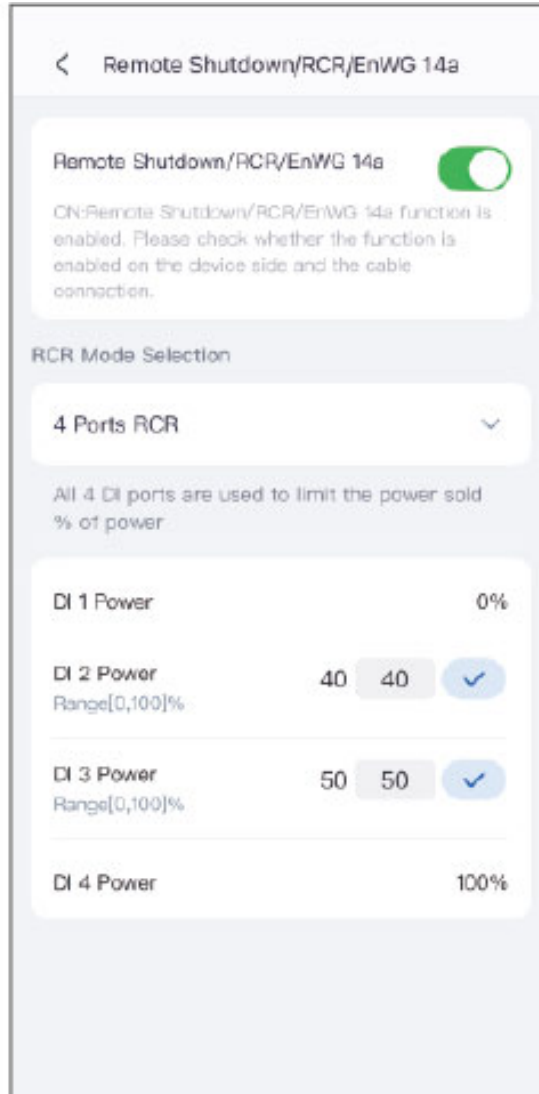 Remote Shutdown/RCR/EnWG 14a
Remote Shutdown/RCR/EnWG 14a
ON:Remote Shutdown/RCR/EnWG 14a function is
enabled. Please check whether the function is
enabled on the device side and the cable
connection.
RCR Mode Selection
4 Ports RCR
All 4 DI ports are used to limit the power sold
% of power
DI 1 Power 0%
DI 2 Power 40 40
Range[0,100]%
DI 3 Power 50 50
Range[0,100]%
DI 4 Power 100%